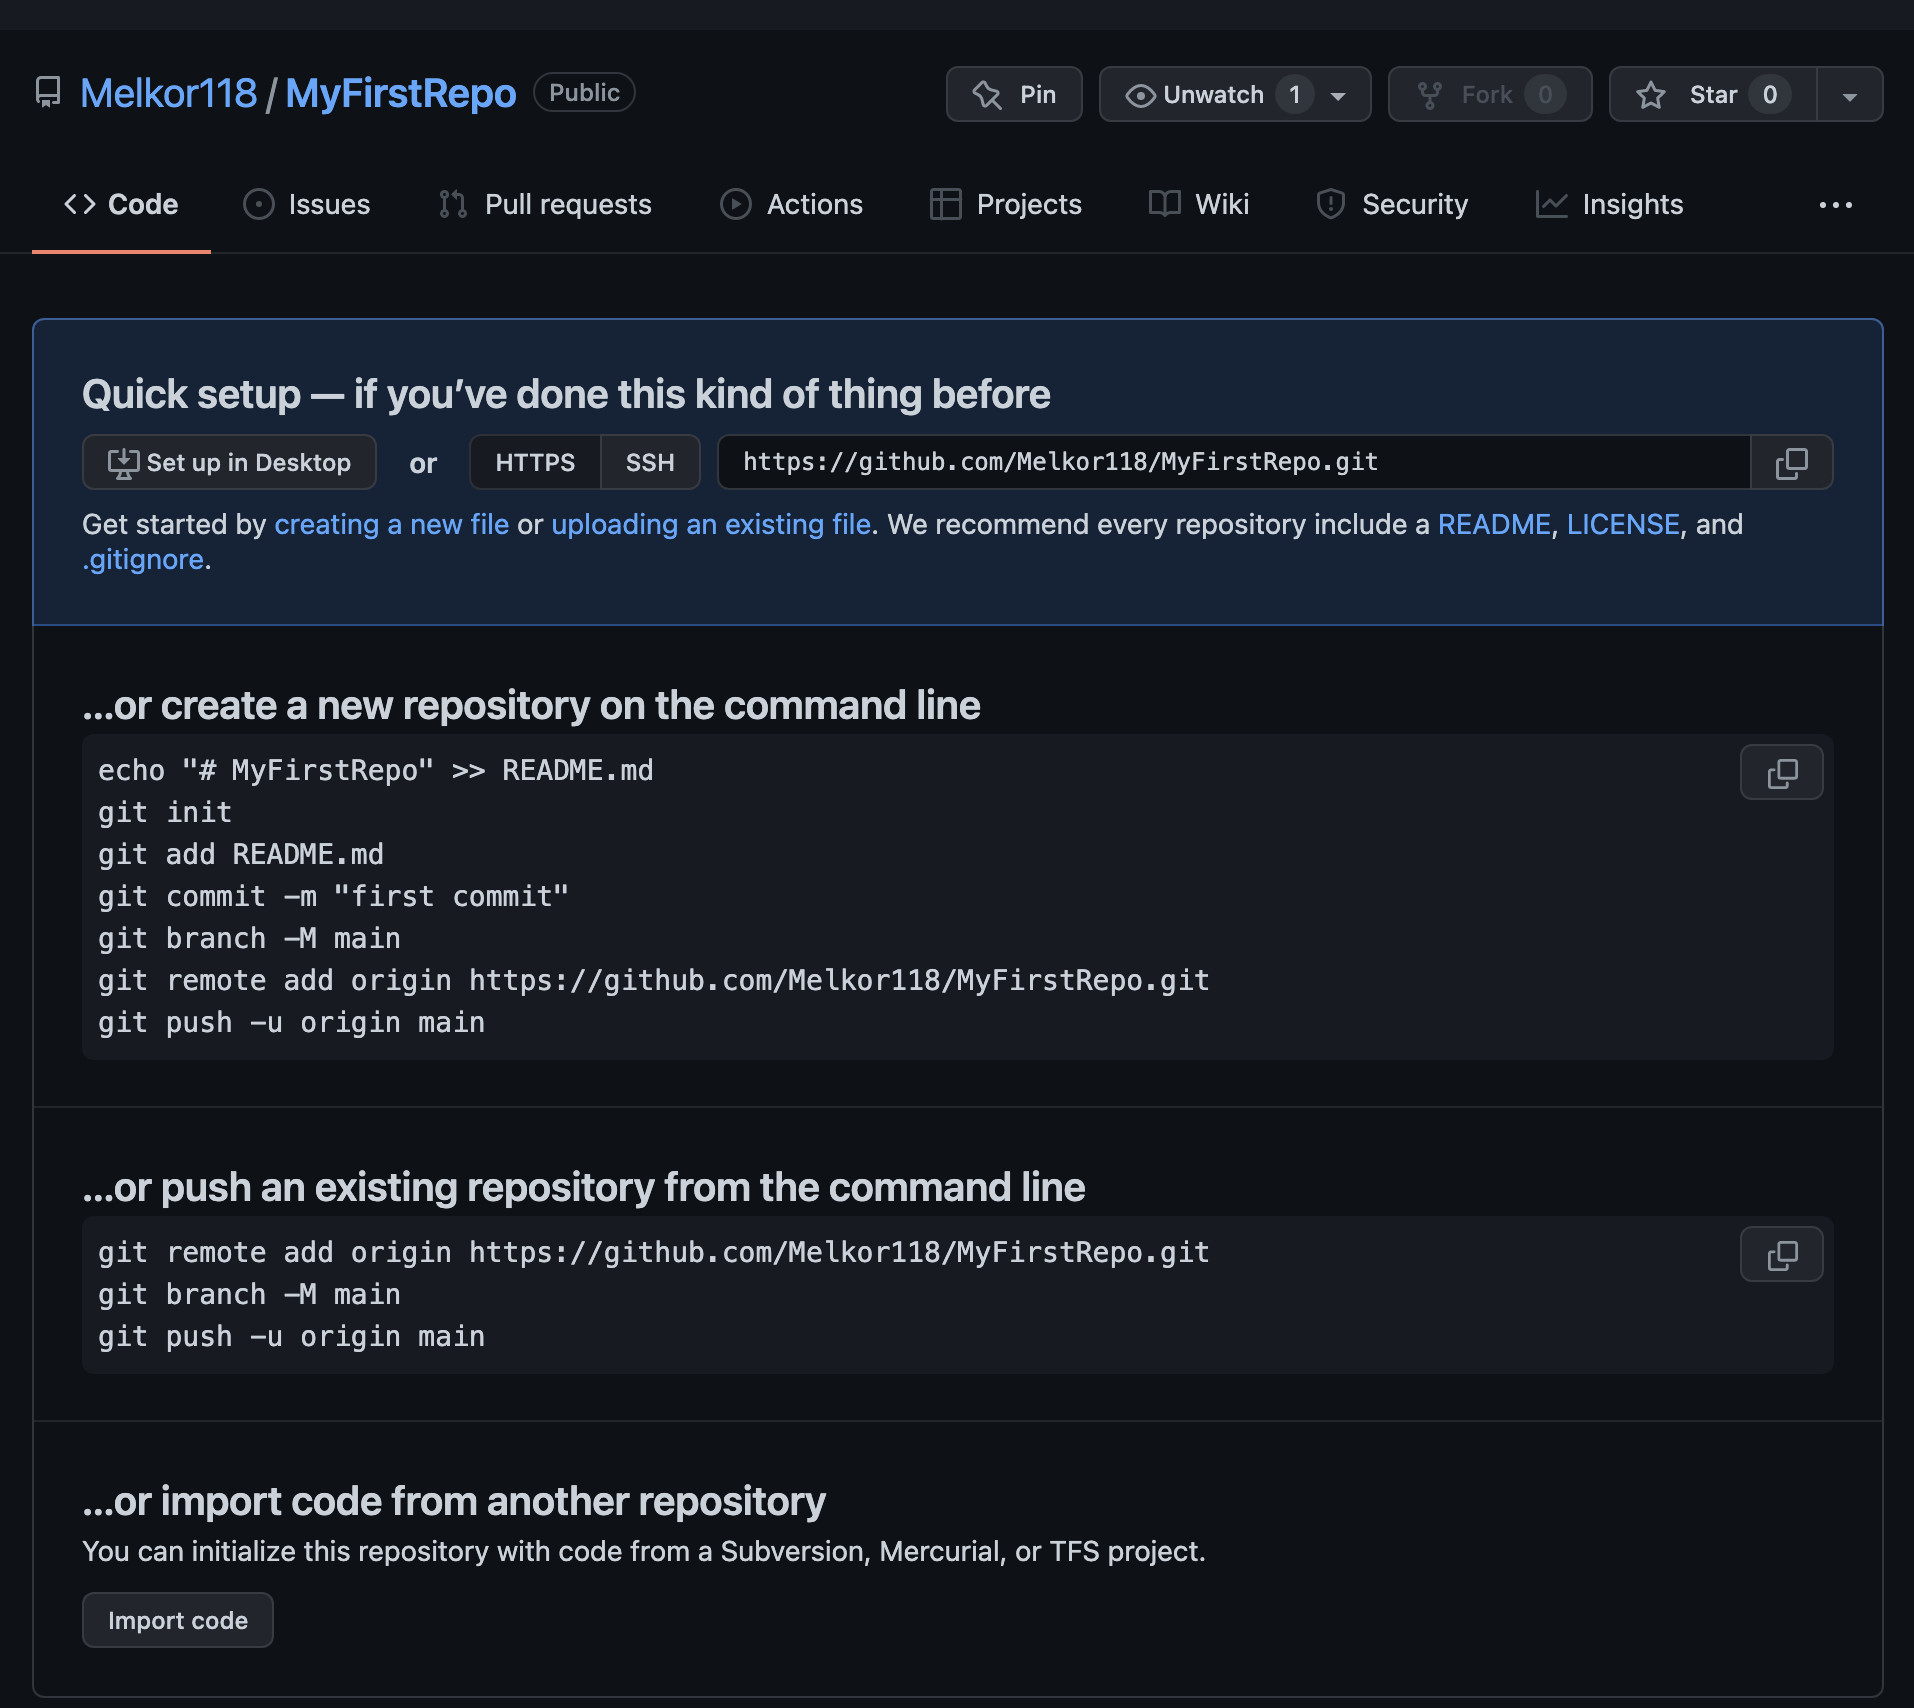 Melkor118 / MyFirstRepo Public Pin Unwatch 1 Fork 0 Star 0
Code Issues Pull requests Actions Projects Wiki Security Insights
Quick setup — if you’ve done this kind of thing before
Set up in Desktop or HTTPS SSH https://github.com/Melkor118/MyFirstRepo.git
Get started by creating a new file or uploading an existing file. We recommend every repository include a README, LICENSE, and
.gitignore.
…or create a new repository on the command line
echo "# MyFirstRepo" >> README.md
git init
git add README.md
git commit -m "first commit"
git branch -M main
git remote add origin https://github.com/Melkor118/MyFirstRepo.git
git push -u origin main
…or push an existing repository from the command line
git remote add origin https://github.com/Melkor118/MyFirstRepo.git
git branch -M main
git push -u origin main
…or import code from another repository
You can initialize this repository with code from a Subversion, Mercurial, or TFS project.
Import code